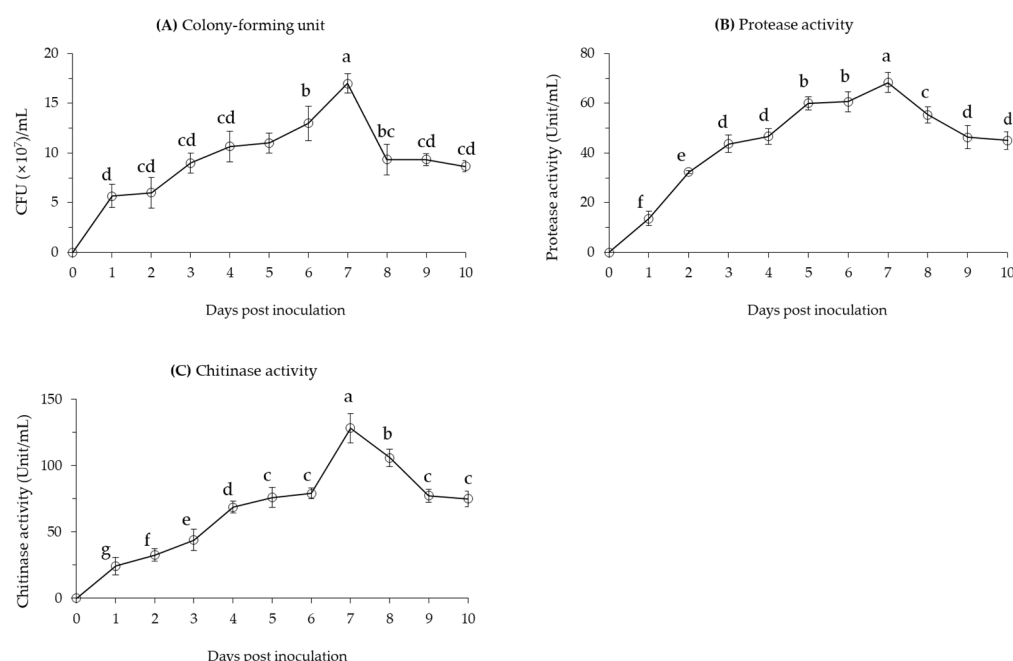 (A) Colony-forming unit
CFU (×10⁷)/mL
20
15
10
5
0
d
cd
cd
cd
b
a
bc
cd
cd
0 1 2 3 4 5 6 7 8 9 10
Days post inoculation
(B) Protease activity
Protease activity (Unit/mL)
80
60
40
20
0
f
e
d
d
b
b
a
c
d
d
0 1 2 3 4 5 6 7 8 9 10
Days post inoculation
(C) Chitinase activity
Chitinase activity (Unit/mL)
150
100
50
0
g
f
e
d
c
c
a
b
c
c
0 1 2 3 4 5 6 7 8 9 10
Days post inoculation